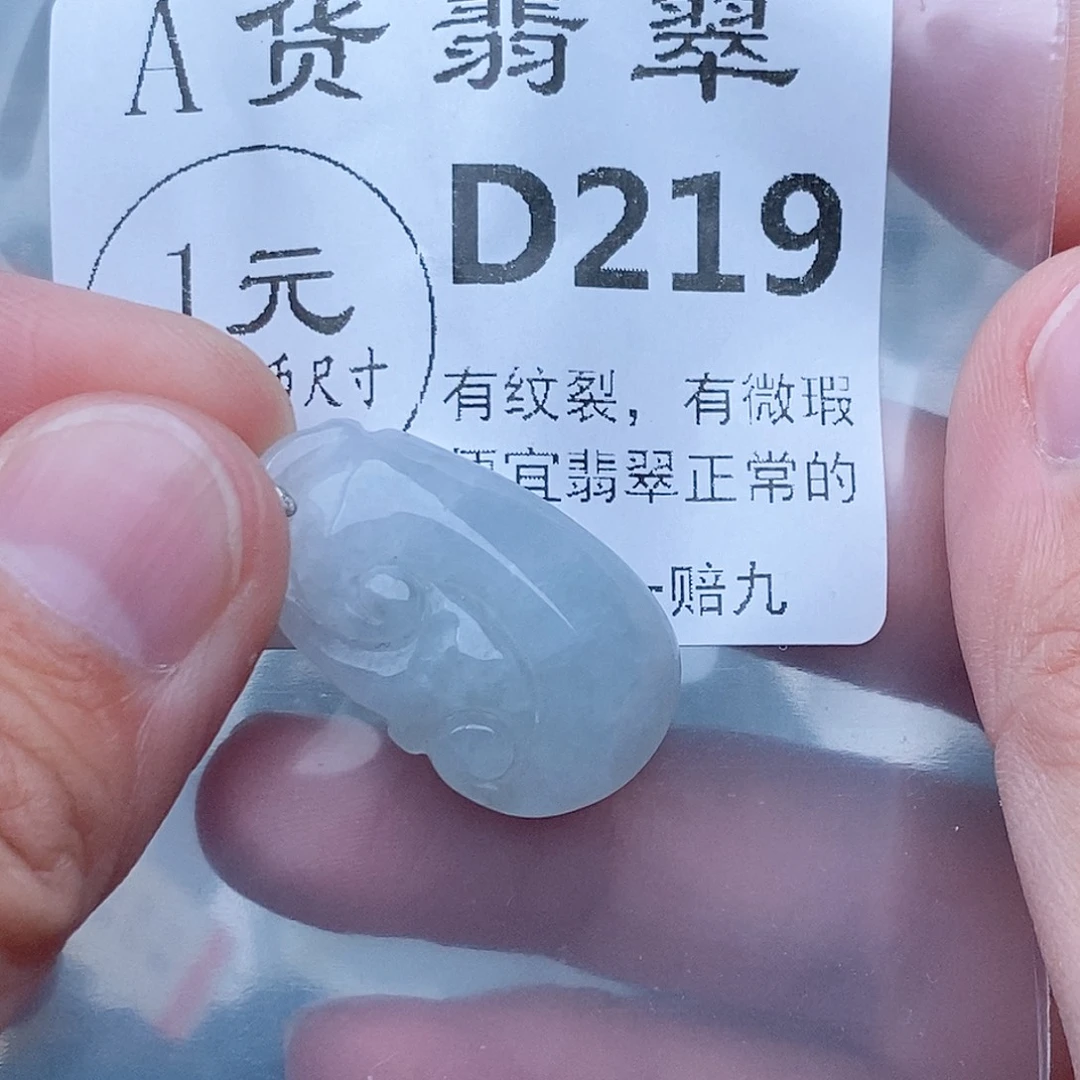 A货翡翠
D219
1元
尺寸
有纹裂，有微瑕
宜翡翠正常的
赔九